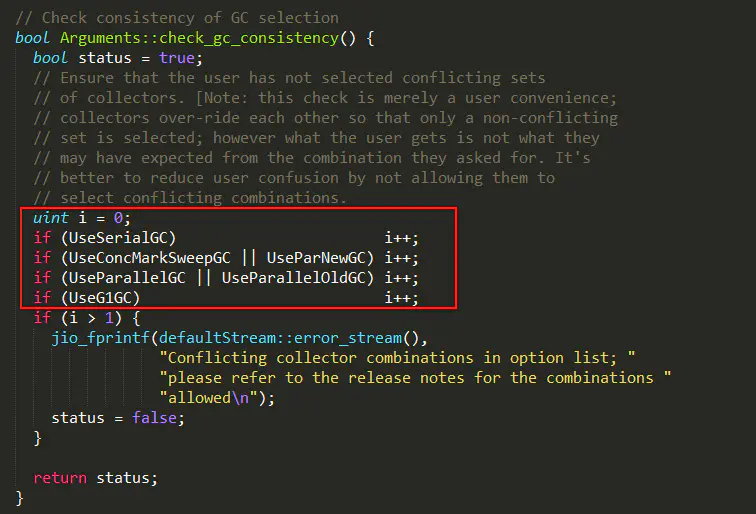 // Check consistency of GC selection
bool Arguments::check_gc_consistency() {
  bool status = true;
  // Ensure that the user has not selected conflicting sets
  // of collectors. [Note: this check is merely a user convenience;
  // collectors over-ride each other so that only a non-conflicting
  // set is selected; however what the user gets is not what they
  // may have expected from the combination they asked for. It's
  // better to reduce user confusion by not allowing them to
  // select conflicting combinations.
  uint i = 0;
  if (UseSerialGC)                       i++;
  if (UseConcMarkSweepGC || UseParNewGC) i++;
  if (UseParallelGC || UseParallelOldGC) i++;
  if (UseG1GC)                           i++;
  if (i > 1) {
    jio_fprintf(defaultStream::error_stream(),
                "Conflicting collector combinations in option list; "
                "please refer to the release notes for the combinations "
                "allowed\n");
    status = false;
  }

  return status;
}